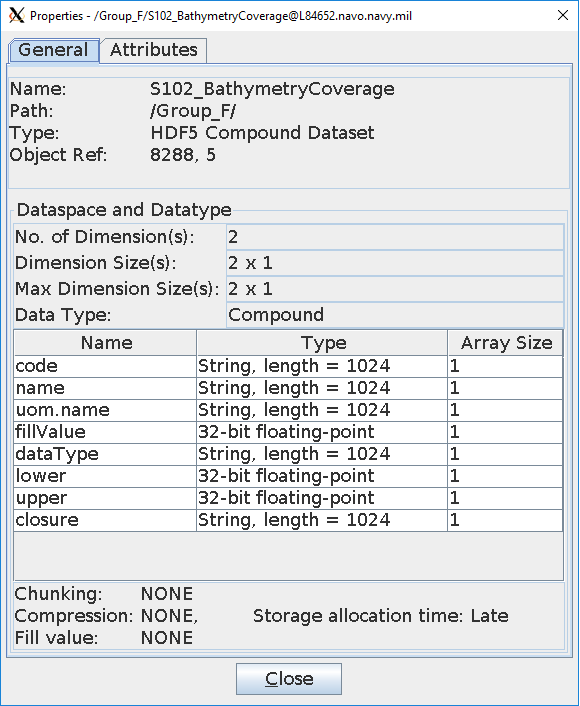 Properties - /Group_F/S102_BathymetryCoverage@L84652.navo.navy.mil
General Attributes
Name: S102_BathymetryCoverage
Path: /Group_F/
Type: HDF5 Compound Dataset
Object Ref: 8288, 5
Dataspace and Datatype
No. of Dimension(s): 2
Dimension Size(s): 2 x 1
Max Dimension Size(s): 2 x 1
Data Type: Compound
Name Type Array Size
code String, length = 1024 1
name String, length = 1024 1
uom.name String, length = 1024 1
fillValue 32-bit floating-point 1
dataType String, length = 1024 1
lower 32-bit floating-point 1
upper 32-bit floating-point 1
closure String, length = 1024 1
Chunking: NONE
Compression: NONE, Storage allocation time: Late
Fill value: NONE
Close